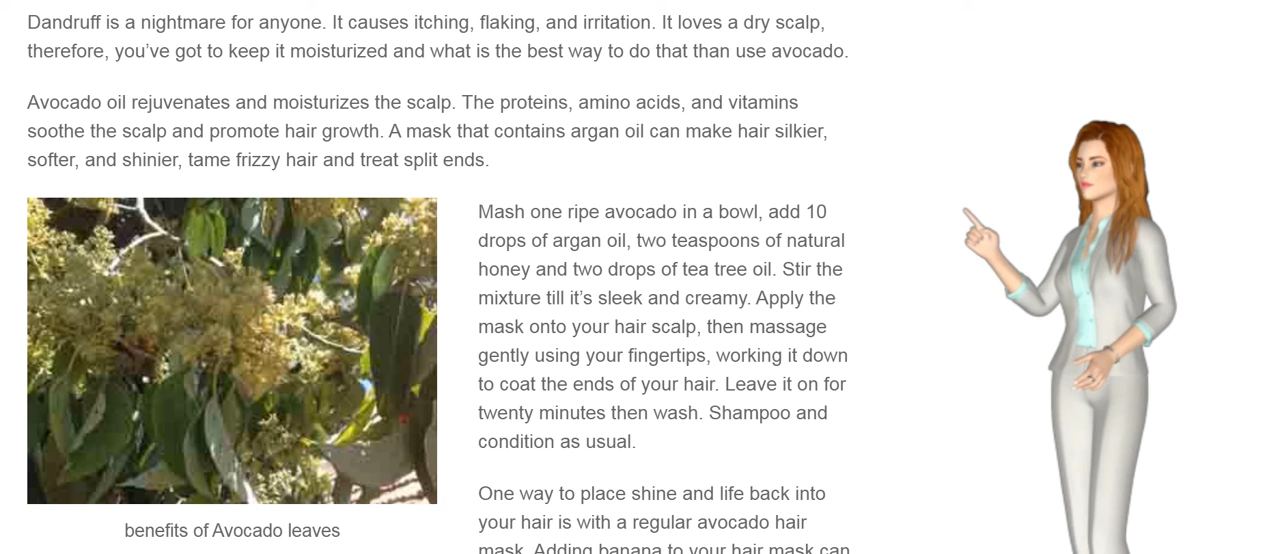 Dandruff is a nightmare for anyone. It causes itching, flaking, and irritation. It loves a dry scalp,
therefore, you’ve got to keep it moisturized and what is the best way to do that than use avocado.
Avocado oil rejuvenates and moisturizes the scalp. The proteins, amino acids, and vitamins
soothe the scalp and promote hair growth. A mask that contains argan oil can make hair silkier,
softer, and shinier, tame frizzy hair and treat split ends.
Mash one ripe avocado in a bowl, add 10
drops of argan oil, two teaspoons of natural
honey and two drops of tea tree oil. Stir the
mixture till it’s sleek and creamy. Apply the
mask onto your hair scalp, then massage
gently using your fingertips, working it down
to coat the ends of your hair. Leave it on for
twenty minutes then wash. Shampoo and
condition as usual.
One way to place shine and life back into
your hair is with a regular avocado hair
mask. Adding banana to your hair mask can
benefits of Avocado leaves